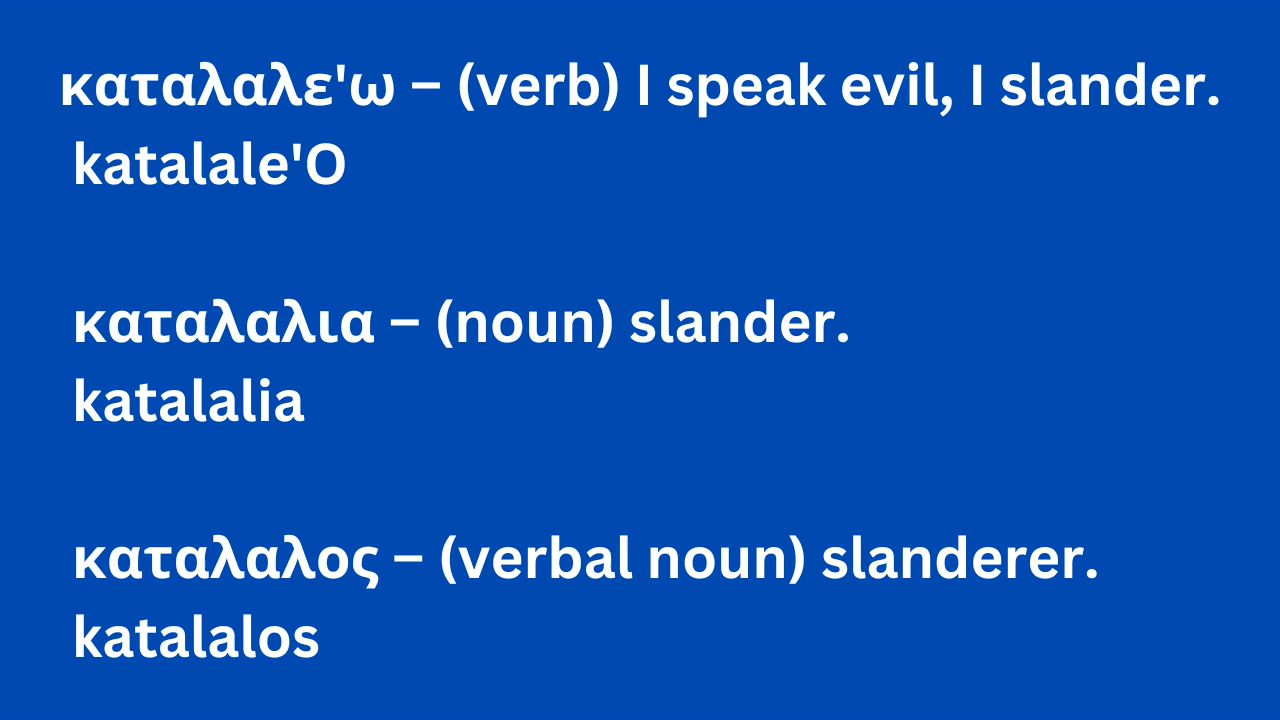 καταλαλε'ω – (verb) I speak evil, I slander.
katalale'O
καταλαλια – (noun) slander.
katalalia
καταλαλος – (verbal noun) slanderer.
katalalos